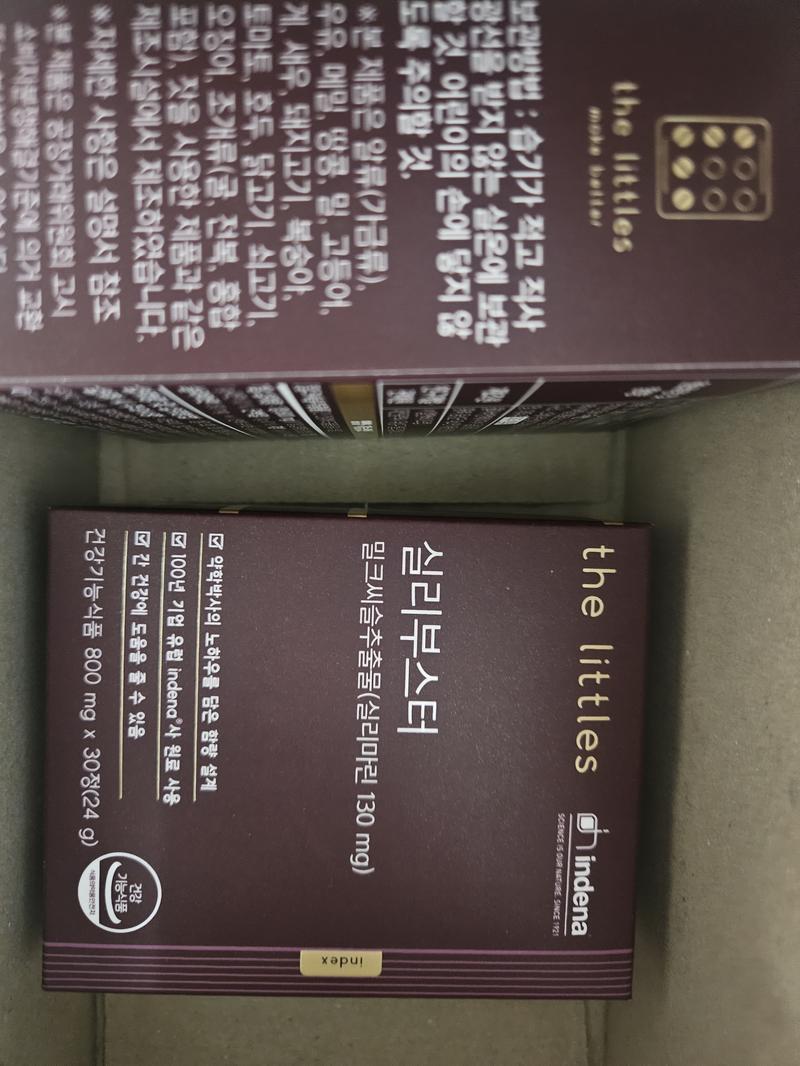 the littles
make better
보관방법 : 습기가 적고 직사
광선을 받지 않는 실온에 보관
할 것. 어린이의 손에 닿지 않
도록 주의할 것.
※본 제품은 알류(가금류),
우유, 메밀, 땅콩, 밀, 고등어,
게, 새우, 돼지고기, 복숭아,
토마토, 호두, 닭고기, 쇠고기,
오징어, 조개류(굴, 전복, 홍합
포함), 잣을 사용한 제품과 같은
제조시설에서 제조하였습니다.
※자세한 사항은 설명서 참조
※본 제품은 공정거래위원회 고시
소비자분쟁해결기준에 의거 교환
the littles
indena
SCIENCE IS OUR NATURE. SINCE 1921
실리부스터
밀크씨슬추출물(실리마린 130 mg)
약학박사의 노하우를 담은 함량 설계
100년 기업 유럽 indena®사 원료 사용
간 건강에 도움을 줄 수 있음
건강기능식품 800 mg x 30정(24 g)
건강
기능식품
식품의약품안전처
index